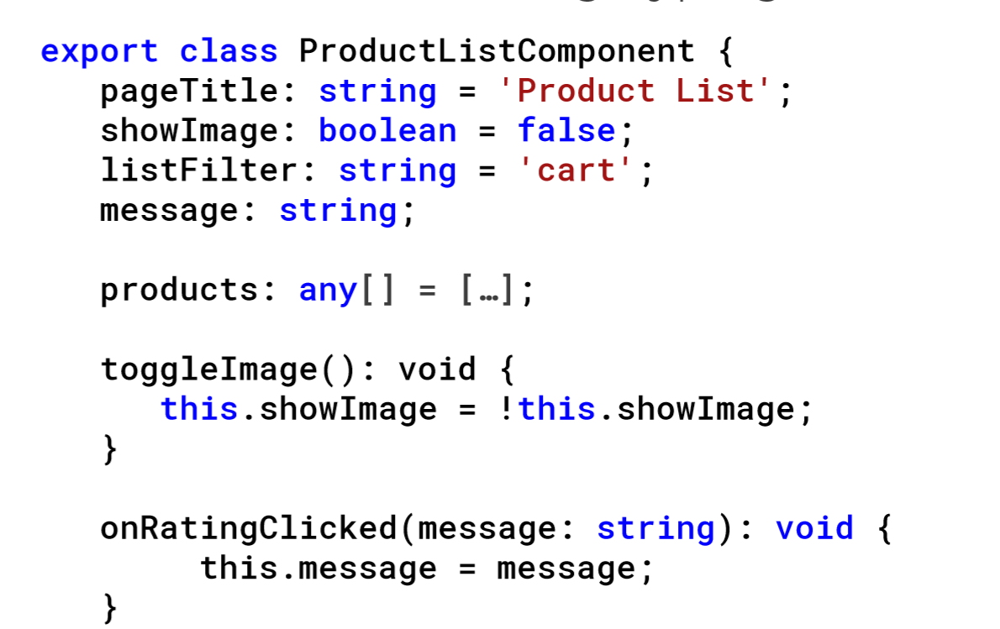 export class ProductListComponent {
pageTitle: string = 'Product List';
showImage: boolean = false;
listFilter: string = 'cart';
message: string;
products: any[] = […];
toggleImage(): void {
this.showImage = !this.showImage;
}
onRatingClicked(message: string): void {
this.message = message;
}